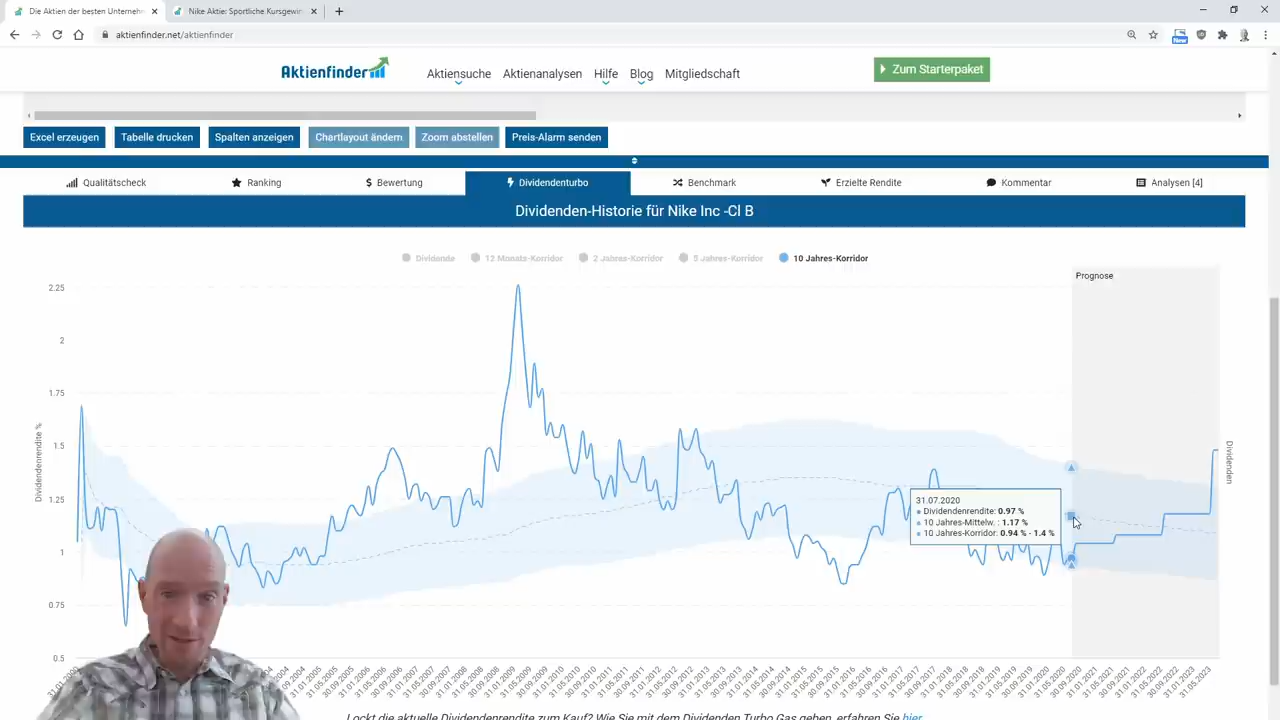 Die Aktien der besten Unternehm
Nike Aktie: Sportliche Kursgewin
aktienfinder.net/aktienfinder
New
Aktienfinder
Aktiensuche
Aktienanalysen
Hilfe
Blog
Mitgliedschaft
Zum Starterpaket
Excel erzeugen
Tabelle drucken
Spalten anzeigen
Chartlayout ändern
Zoom abstellen
Preis-Alarm senden
Qualitätscheck
Ranking
Bewertung
Dividendenturbo
Benchmark
Erzielte Rendite
Kommentar
Analysen [4]
Dividenden-Historie für Nike Inc -Cl B
Dividende
12 Monats-Korridor
2 Jahres-Korridor
5 Jahres-Korridor
10 Jahres-Korridor
Prognose
2.25
2
1.75
1.5
1.25
1
0.75
0.5
Dividendenrendite %
Dividenden
31.07.2020
Dividendenrendite: 0.97 %
10 Jahres-Mittelw. : 1.17 %
10 Jahres-Korridor: 0.94 % - 1.4 %
Lockt die aktuelle Dividendenrendite zum Kauf? Wie Sie mit dem Dividenden Turbo Gas geben, erfahren Sie hier